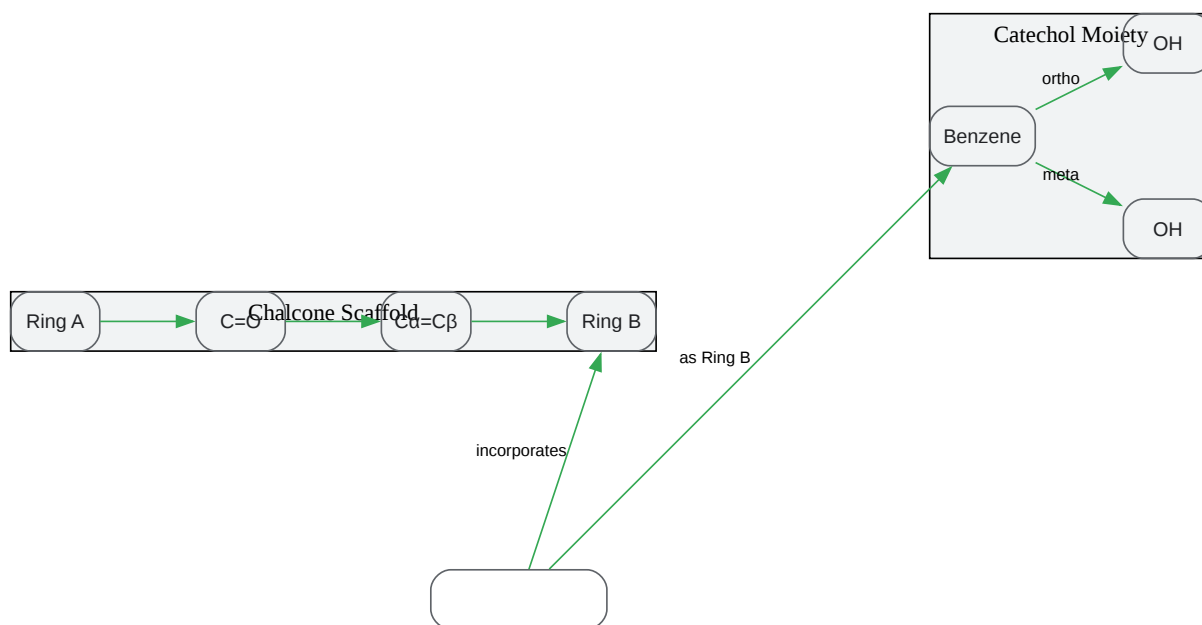 Catechol Moiety
OH
ortho
Benzene
meta
OH
Chalcone Scaffold
Ring A
C=O
Cα=Cβ
Ring B
as Ring B
incorporates